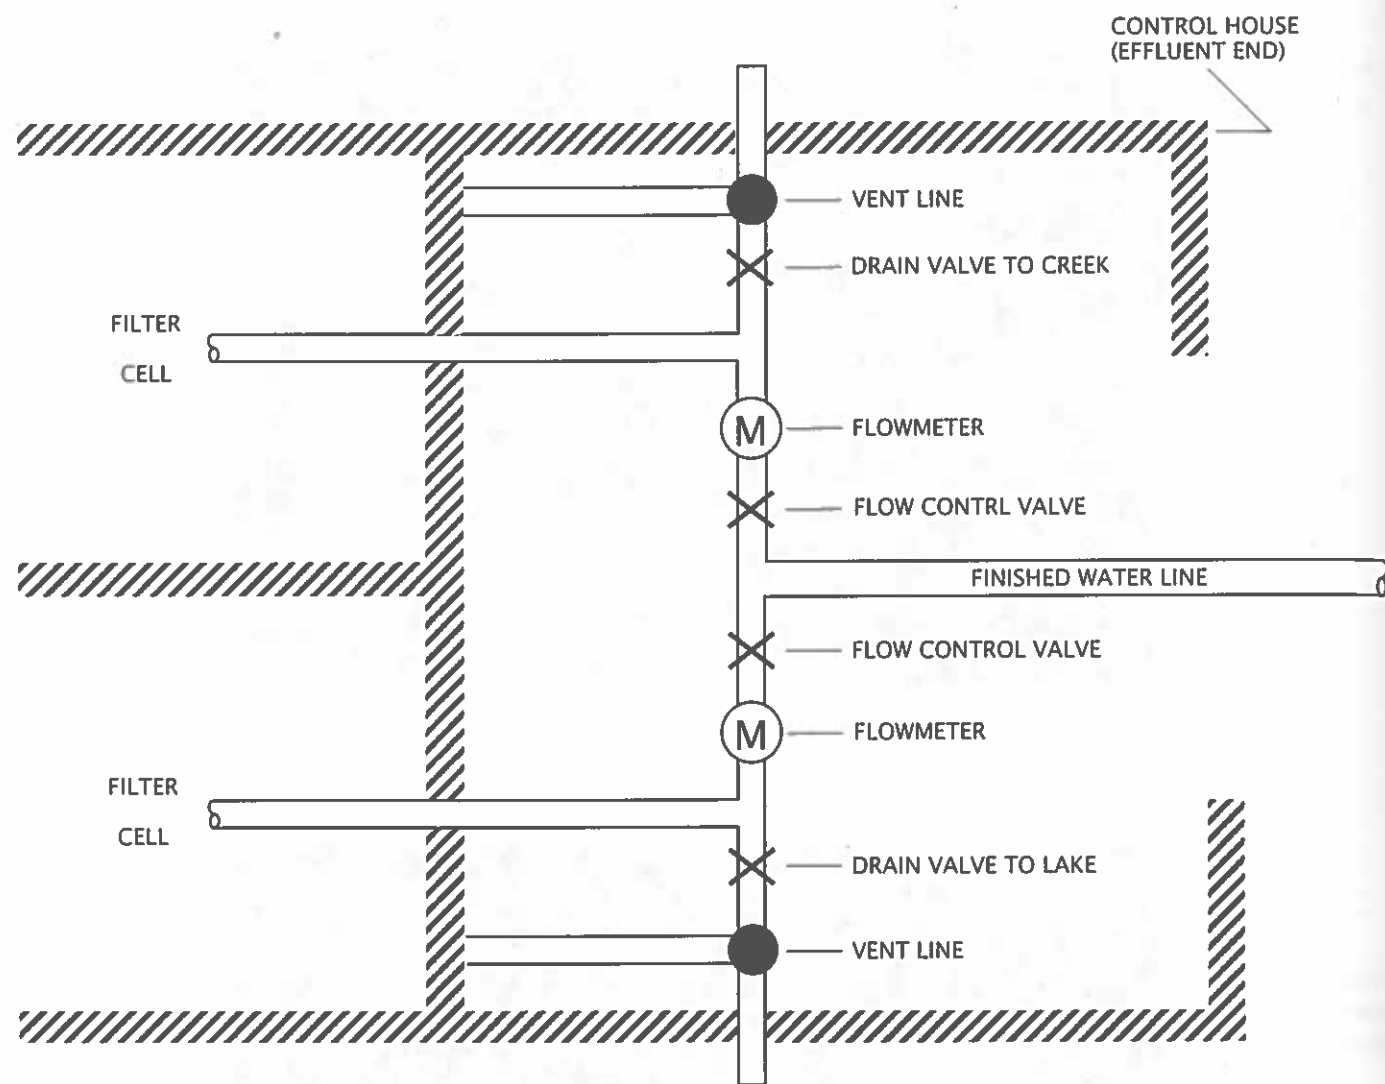 CONTROL HOUSE
(EFFLUENT END)
VENT LINE
DRAIN VALVE TO CREEK
FILTER
CELL
M
FLOWMETER
FLOW CONTRL VALVE
FINISHED WATER LINE
FLOW CONTROL VALVE
M
FLOWMETER
FILTER
CELL
DRAIN VALVE TO LAKE
VENT LINE